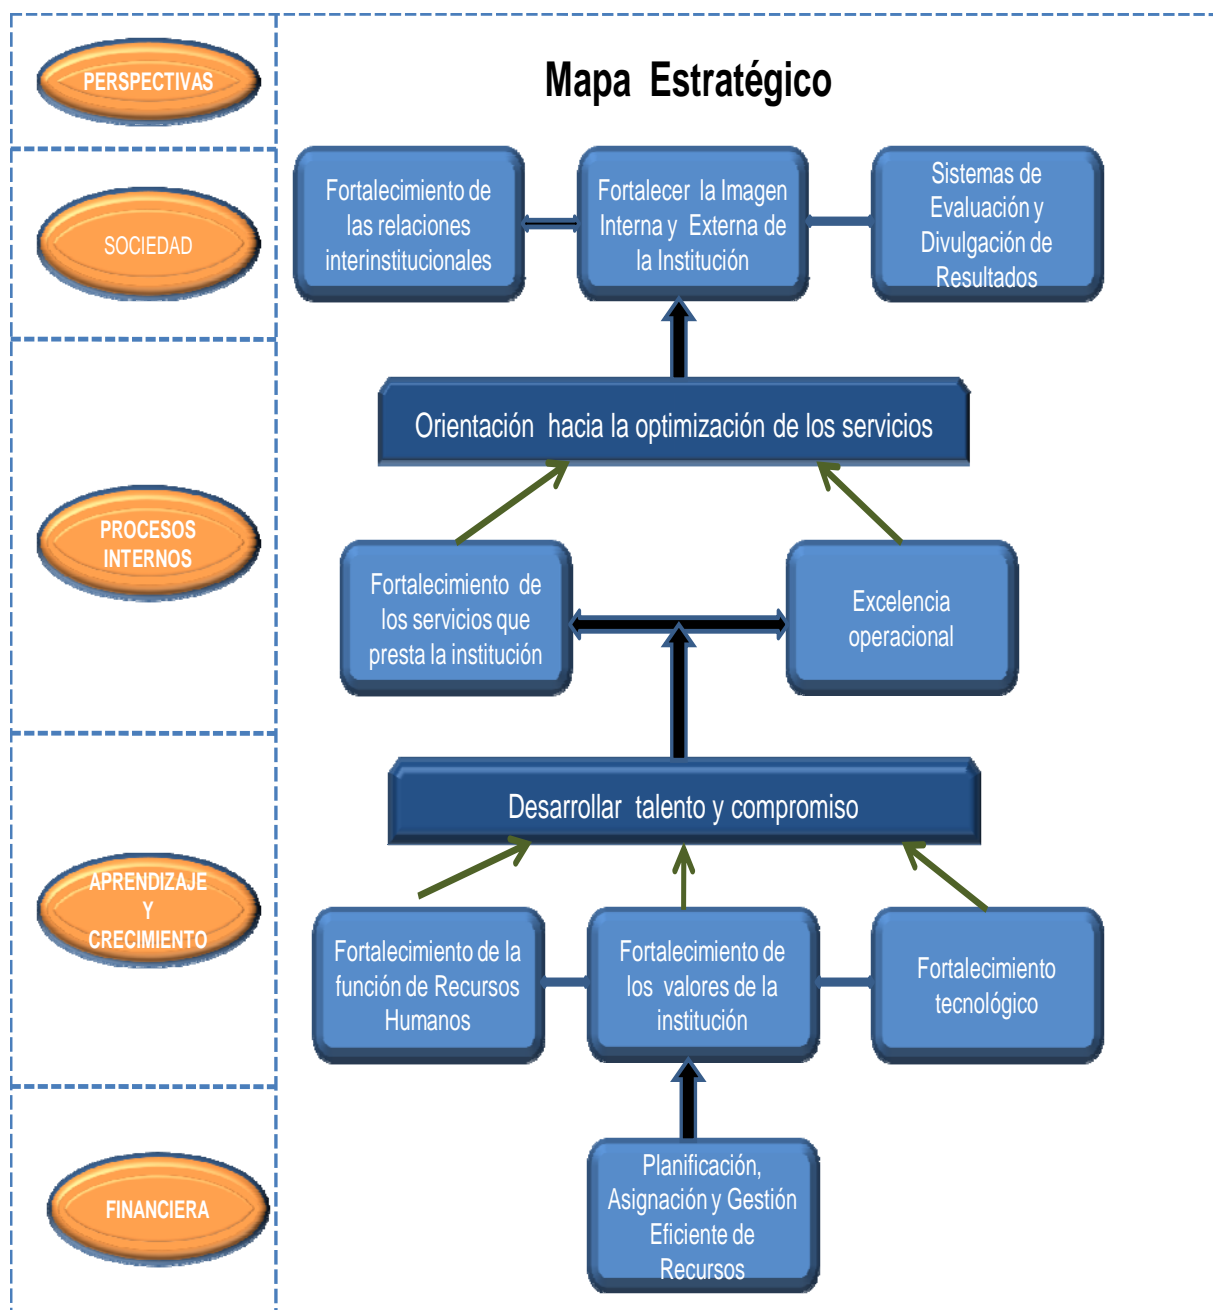 PERSPECTIVAS
Mapa Estratégico
SOCIEDAD
Fortalecimiento de
las relaciones
interinstitucionales
Fortalecer la Imagen
Interna y Externa de
la Institución
Sistemas de
Evaluación y
Divulgación de
Resultados
Orientación hacia la optimización de los servicios
PROCESOS
INTERNOS
Fortalecimiento de
los servicios que
presta la institución
Excelencia
operacional
Desarrollar talento y compromiso
APRENDIZAJE
Y
CRECIMIENTO
Fortalecimiento de la
función de Recursos
Humanos
Fortalecimiento de
los valores de la
institución
Fortalecimiento
tecnológico
FINANCIERA
Planificación,
Asignación y Gestión
Eficiente de
Recursos